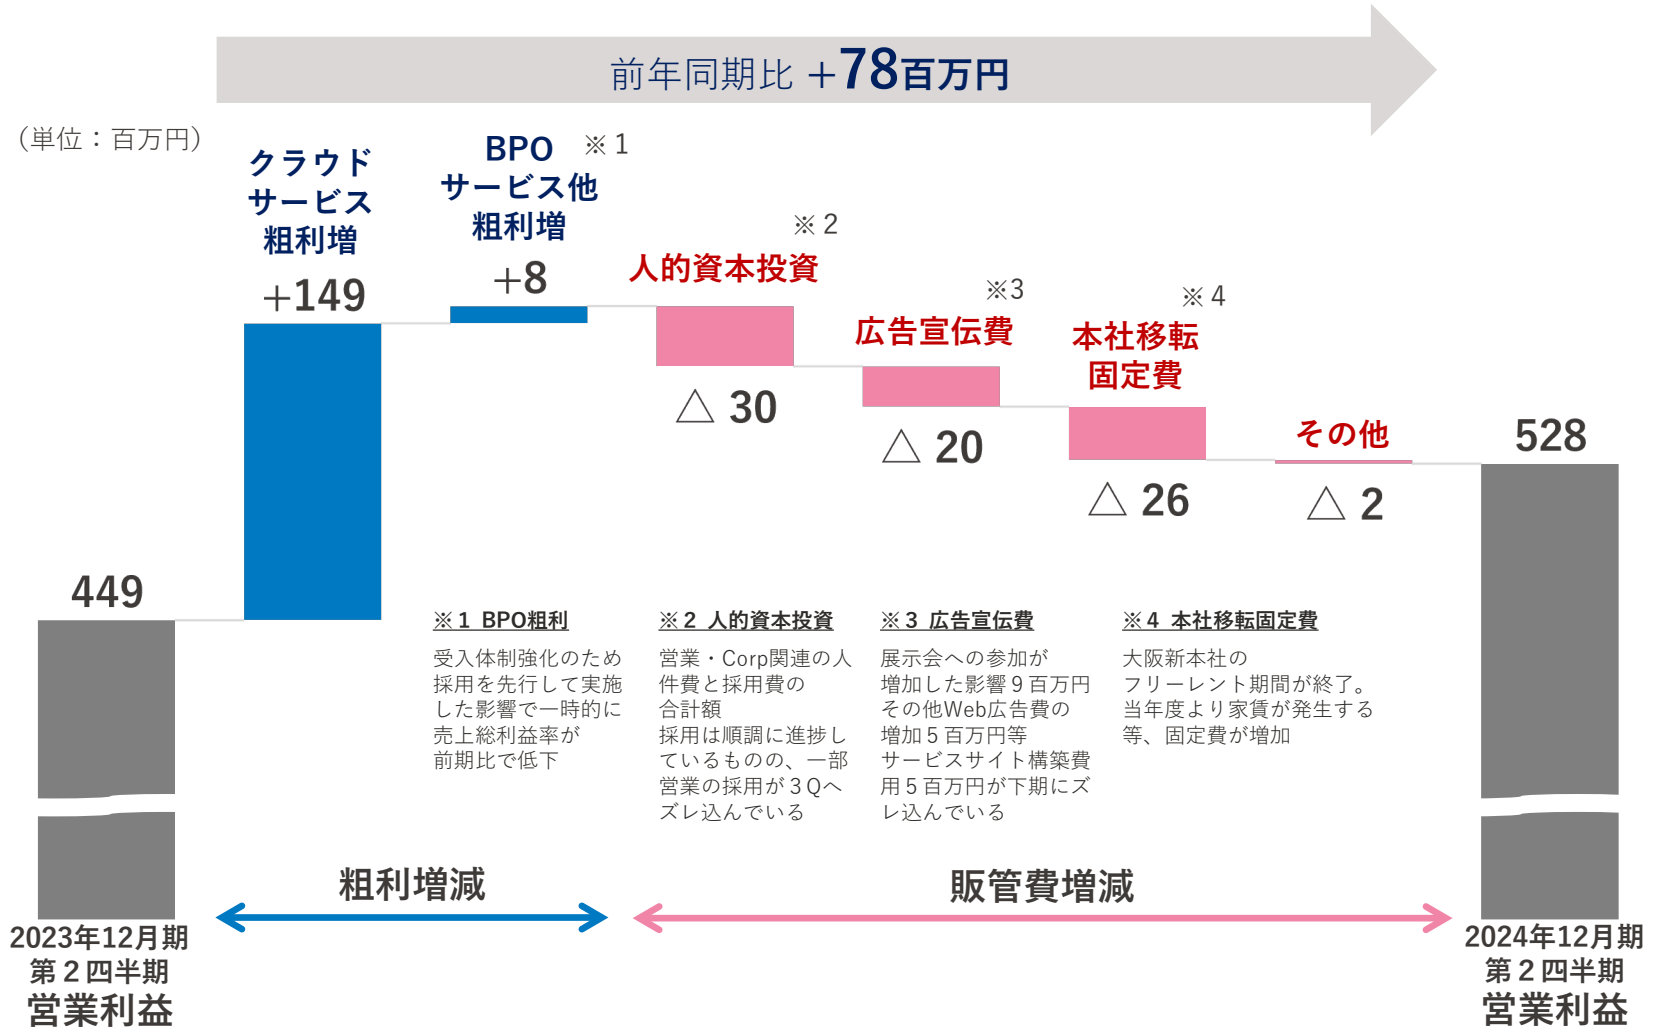 前年同期比 +78百万円
（単位：百万円）
クラウド
サービス
粗利増
+149
BPO
サービス他
粗利増
※１
+8
人的資本投資
※２
△ 30
広告宣伝費
※3
△ 20
本社移転
固定費
※４
△ 26
その他
△ 2
449
528
※１ BPO粗利
受入体制強化のため
採用を先行して実施
した影響で一時的に
売上総利益率が
前期比で低下
※２ 人的資本投資
営業・Corp関連の人
件費と採用費の
合計額
採用は順調に進捗し
ているものの、一部
営業の採用が３Qへ
ズレ込んでいる
※３ 広告宣伝費
展示会への参加が
増加した影響９百万円
その他Web広告費の
増加５百万円等
サービスサイト構築費
用５百万円が下期にズ
レ込んでいる
※４ 本社移転固定費
大阪新本社の
フリーレント期間が終了。
当年度より家賃が発生する
等、固定費が増加
粗利増減
販管費増減
2023年12月期
第２四半期
営業利益
2024年12月期
第２四半期
営業利益